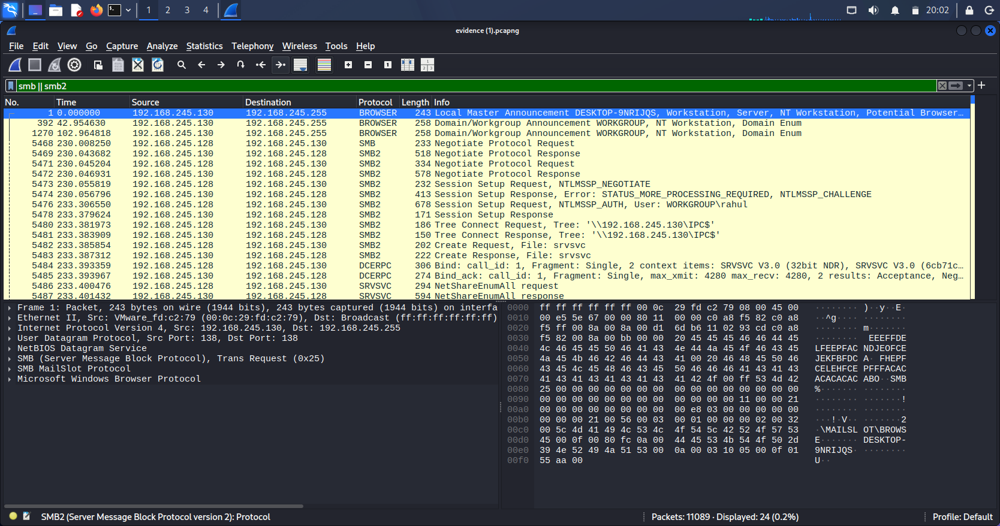 1 2 3 4 20:02
evidence (1).pcapng
File Edit View Go Capture Analyze Statistics Telephony Wireless Tools Help
smb || smb2
No. Time Source Destination Protocol Length Info
1 0.000000 192.168.245.130 192.168.245.255 BROWSER 243 Local Master Announcement DESKTOP-9NRIJQS, Workstation, Server, NT Workstation, Potential Browser…
392 42.954630 192.168.245.130 192.168.245.255 BROWSER 258 Domain/Workgroup Announcement WORKGROUP, NT Workstation, Domain Enum
1270 102.964818 192.168.245.130 192.168.245.255 BROWSER 258 Domain/Workgroup Announcement WORKGROUP, NT Workstation, Domain Enum
5468 230.008250 192.168.245.128 192.168.245.130 SMB 233 Negotiate Protocol Request
5469 230.043682 192.168.245.130 192.168.245.128 SMB2 518 Negotiate Protocol Response
5471 230.045204 192.168.245.128 192.168.245.130 SMB2 334 Negotiate Protocol Request
5472 230.046931 192.168.245.130 192.168.245.128 SMB2 578 Negotiate Protocol Response
5473 230.055819 192.168.245.128 192.168.245.130 SMB2 232 Session Setup Request, NTLMSSP_NEGOTIATE
5474 230.056796 192.168.245.130 192.168.245.128 SMB2 413 Session Setup Response, Error: STATUS_MORE_PROCESSING_REQUIRED, NTLMSSP_CHALLENGE
5476 233.306550 192.168.245.128 192.168.245.130 SMB2 678 Session Setup Request, NTLMSSP_AUTH, User: WORKGROUP\rahul
5478 233.379624 192.168.245.130 192.168.245.128 SMB2 171 Session Setup Response
5480 233.381973 192.168.245.128 192.168.245.130 SMB2 186 Tree Connect Request, Tree: '\\192.168.245.130\IPC$'
5481 233.383909 192.168.245.130 192.168.245.128 SMB2 150 Tree Connect Response, Tree: '\\192.168.245.130\IPC$'
5482 233.385854 192.168.245.128 192.168.245.130 SMB2 202 Create Request, File: srvsvc
5483 233.387312 192.168.245.130 192.168.245.128 SMB2 222 Create Response, File: srvsvc
5484 233.393359 192.168.245.128 192.168.245.130 DCERPC 306 Bind: call_id: 1, Fragment: Single, 2 context items: SRVSVC V3.0 (32bit NDR), SRVSVC V3.0 (6cb71c…
5485 233.393967 192.168.245.130 192.168.245.128 DCERPC 274 Bind_ack: call_id: 1, Fragment: Single, max_xmit: 4280 max_recv: 4280, 2 results: Acceptance, Neg…
5486 233.400476 192.168.245.128 192.168.245.130 SRVSVC 294 NetShareEnumAll request
5487 233.401432 192.168.245.130 192.168.245.128 SRVSVC 594 NetShareEnumAll response
Frame 1: Packet, 243 bytes on wire (1944 bits), 243 bytes captured (1944 bits) on interfa
Ethernet II, Src: VMware_fd:c2:79 (00:0c:29:fd:c2:79), Dst: Broadcast (ff:ff:ff:ff:ff:ff)
Internet Protocol Version 4, Src: 192.168.245.130, Dst: 192.168.245.255
User Datagram Protocol, Src Port: 138, Dst Port: 138
NetBIOS Datagram Service
SMB (Server Message Block Protocol), Trans Request (0x25)
SMB MailSlot Protocol
Microsoft Windows Browser Protocol
0000 ff ff ff ff ff ff 00 0c 29 fd c2 79 08 00 45 00 ········ )··y··E·
0010 00 e5 5e 67 00 00 80 11 00 00 c0 a8 f5 82 c0 a8 ··^g···· ········
0020 f5 ff 00 8a 00 8a 00 d1 6d b6 11 02 93 cd c0 a8 ········ m·······
0030 f5 82 00 8a 00 bb 00 00 20 45 45 45 46 46 44 45 ········  EEEFFDE
0040 4c 46 45 45 50 46 41 43 4e 44 4a 45 4f 46 43 45 LFEEPFAC NDJEOFCE
0050 4a 45 4b 46 42 46 44 43 41 00 20 46 48 45 50 46 JEKFBFDC A· FHEPF
0060 43 45 4c 45 48 46 43 45 50 46 46 46 41 43 41 43 CELEHFCE PFFFACAC
0070 41 43 41 43 41 43 41 43 41 42 4f 00 ff 53 4d 42 ACACACAC ABO··SMB
0080 25 00 00 00 00 00 00 00 00 00 00 00 00 00 00 00 %······· ········
0090 00 00 00 00 00 00 00 00 00 00 00 00 11 00 00 21 ········ ·······!
00a0 00 00 00 00 00 00 00 00 00 e8 03 00 00 00 00 00 ········ ········
00b0 00 00 00 21 00 56 00 03 00 01 00 00 00 02 00 32 ···!·V·· ·······2
00c0 00 5c 4d 41 49 4c 53 4c 4f 54 5c 42 52 4f 57 53 ·\MAILSL OT\BROWS
00d0 45 00 0f 00 80 fc 0a 00 44 45 53 4b 54 4f 50 2d E······· DESKTOP-
00e0 39 4e 52 49 4a 51 53 00 0a 00 03 10 05 00 0f 01 9NRIJQS· ········
00f0 55 aa 00 U··
SMB2 (Server Message Block Protocol version 2): Protocol
Packets: 11089 · Displayed: 24 (0.2%)
Profile: Default